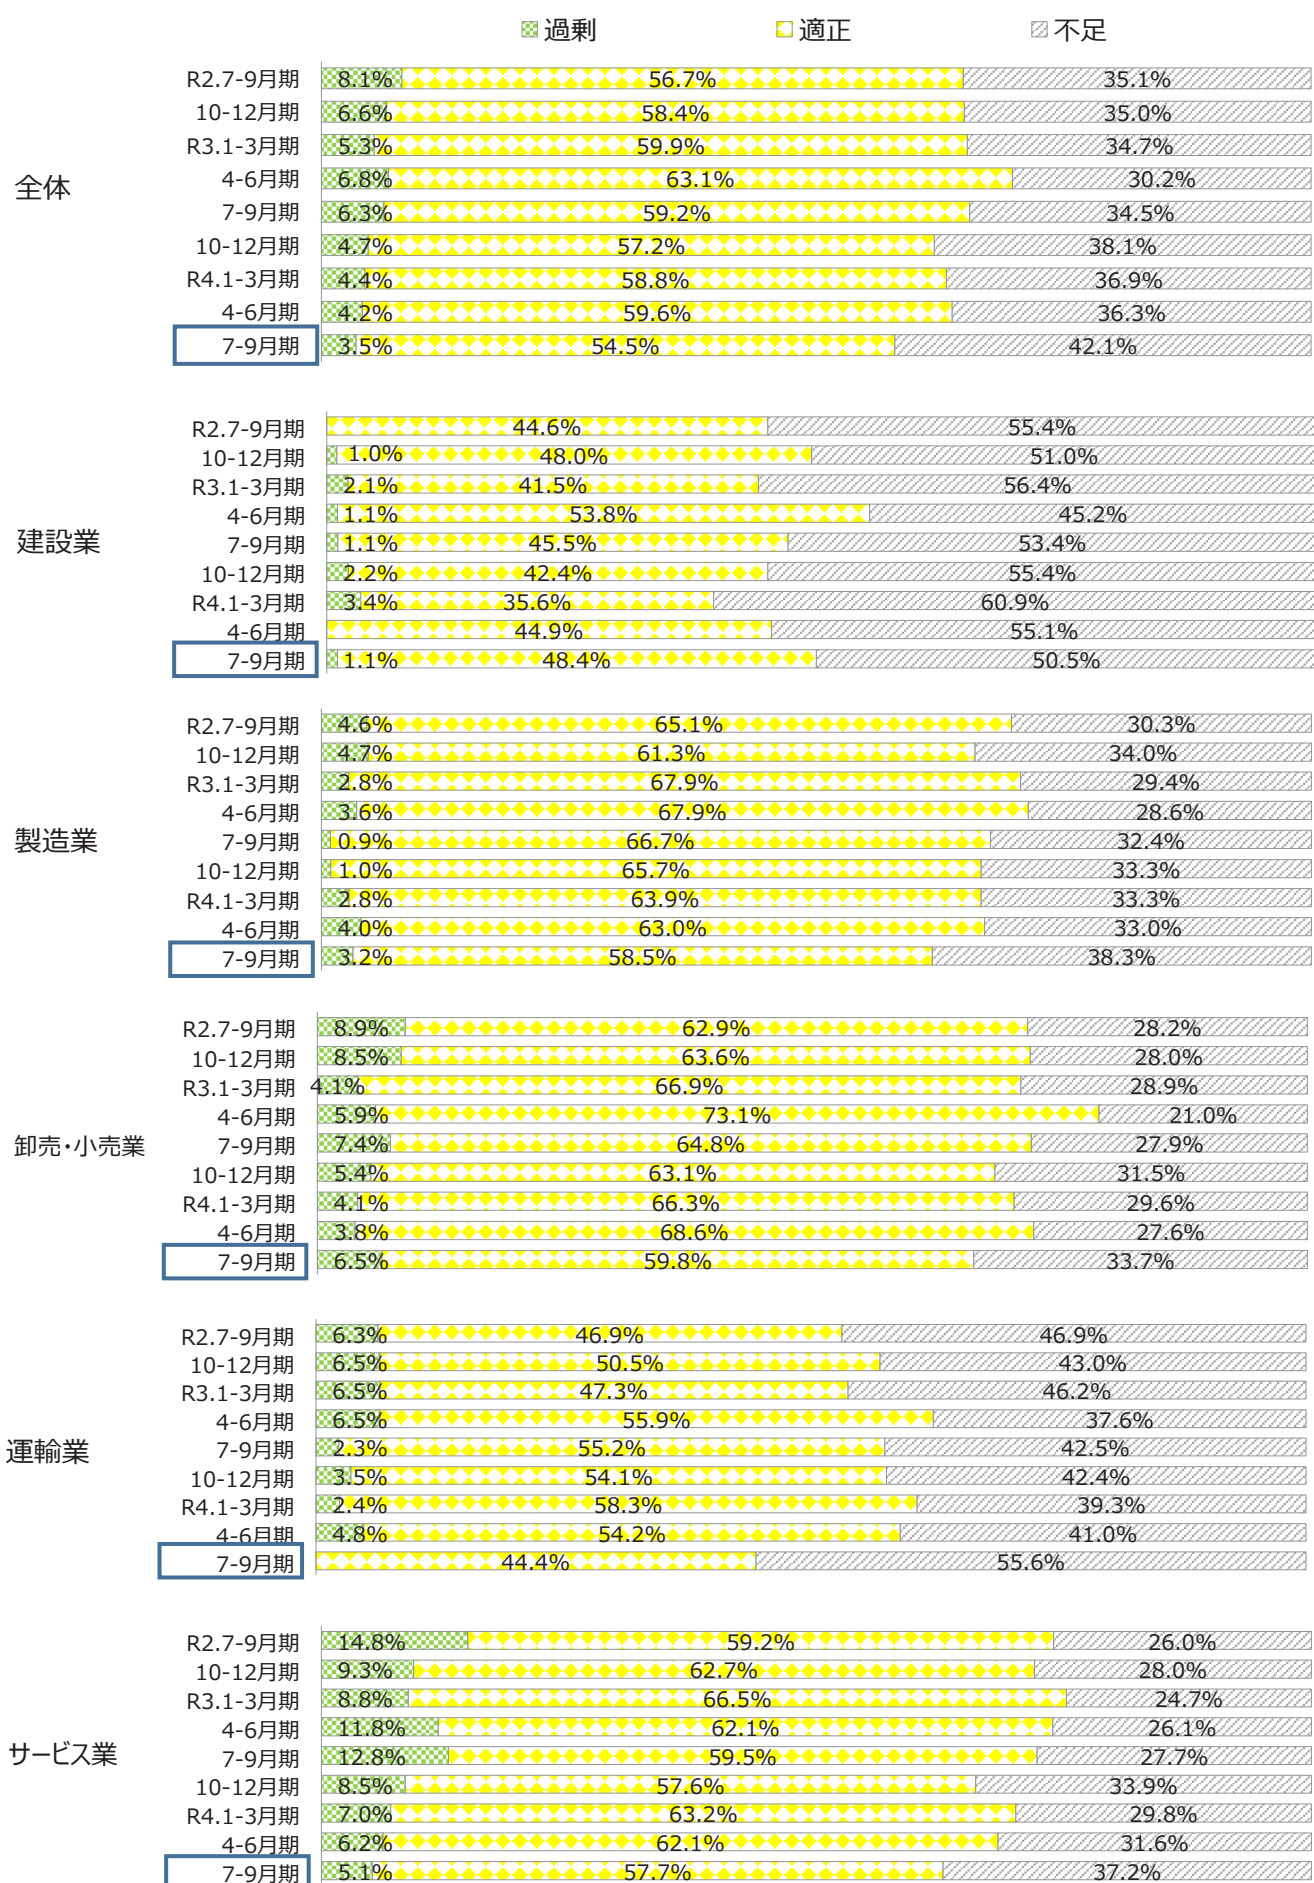 過剰 適正 不足
全体
R2.7-9月期 8.1% 56.7% 35.1%
10-12月期 6.6% 58.4% 35.0%
R3.1-3月期 5.3% 59.9% 34.7%
4-6月期 6.8% 63.1% 30.2%
7-9月期 6.3% 59.2% 34.5%
10-12月期 4.7% 57.2% 38.1%
R4.1-3月期 4.4% 58.8% 36.9%
4-6月期 4.2% 59.6% 36.3%
7-9月期 3.5% 54.5% 42.1%
建設業
R2.7-9月期 44.6% 55.4%
10-12月期 1.0% 48.0% 51.0%
R3.1-3月期 2.1% 41.5% 56.4%
4-6月期 1.1% 53.8% 45.2%
7-9月期 1.1% 45.5% 53.4%
10-12月期 2.2% 42.4% 55.4%
R4.1-3月期 3.4% 35.6% 60.9%
4-6月期 44.9% 55.1%
7-9月期 1.1% 48.4% 50.5%
製造業
R2.7-9月期 4.6% 65.1% 30.3%
10-12月期 4.7% 61.3% 34.0%
R3.1-3月期 2.8% 67.9% 29.4%
4-6月期 3.6% 67.9% 28.6%
7-9月期 0.9% 66.7% 32.4%
10-12月期 1.0% 65.7% 33.3%
R4.1-3月期 2.8% 63.9% 33.3%
4-6月期 4.0% 63.0% 33.0%
7-9月期 3.2% 58.5% 38.3%
卸売・小売業
R2.7-9月期 8.9% 62.9% 28.2%
10-12月期 8.5% 63.6% 28.0%
R3.1-3月期 4.1% 66.9% 28.9%
4-6月期 5.9% 73.1% 21.0%
7-9月期 7.4% 64.8% 27.9%
10-12月期 5.4% 63.1% 31.5%
R4.1-3月期 4.1% 66.3% 29.6%
4-6月期 3.8% 68.6% 27.6%
7-9月期 6.5% 59.8% 33.7%
運輸業
R2.7-9月期 6.3% 46.9% 46.9%
10-12月期 6.5% 50.5% 43.0%
R3.1-3月期 6.5% 47.3% 46.2%
4-6月期 6.5% 55.9% 37.6%
7-9月期 2.3% 55.2% 42.5%
10-12月期 3.5% 54.1% 42.4%
R4.1-3月期 2.4% 58.3% 39.3%
4-6月期 4.8% 54.2% 41.0%
7-9月期 44.4% 55.6%
サービス業
R2.7-9月期 14.8% 59.2% 26.0%
10-12月期 9.3% 62.7% 28.0%
R3.1-3月期 8.8% 66.5% 24.7%
4-6月期 11.8% 62.1% 26.1%
7-9月期 12.8% 59.5% 27.7%
10-12月期 8.5% 57.6% 33.9%
R4.1-3月期 7.0% 63.2% 29.8%
4-6月期 6.2% 62.1% 31.6%
7-9月期 5.1% 57.7% 37.2%